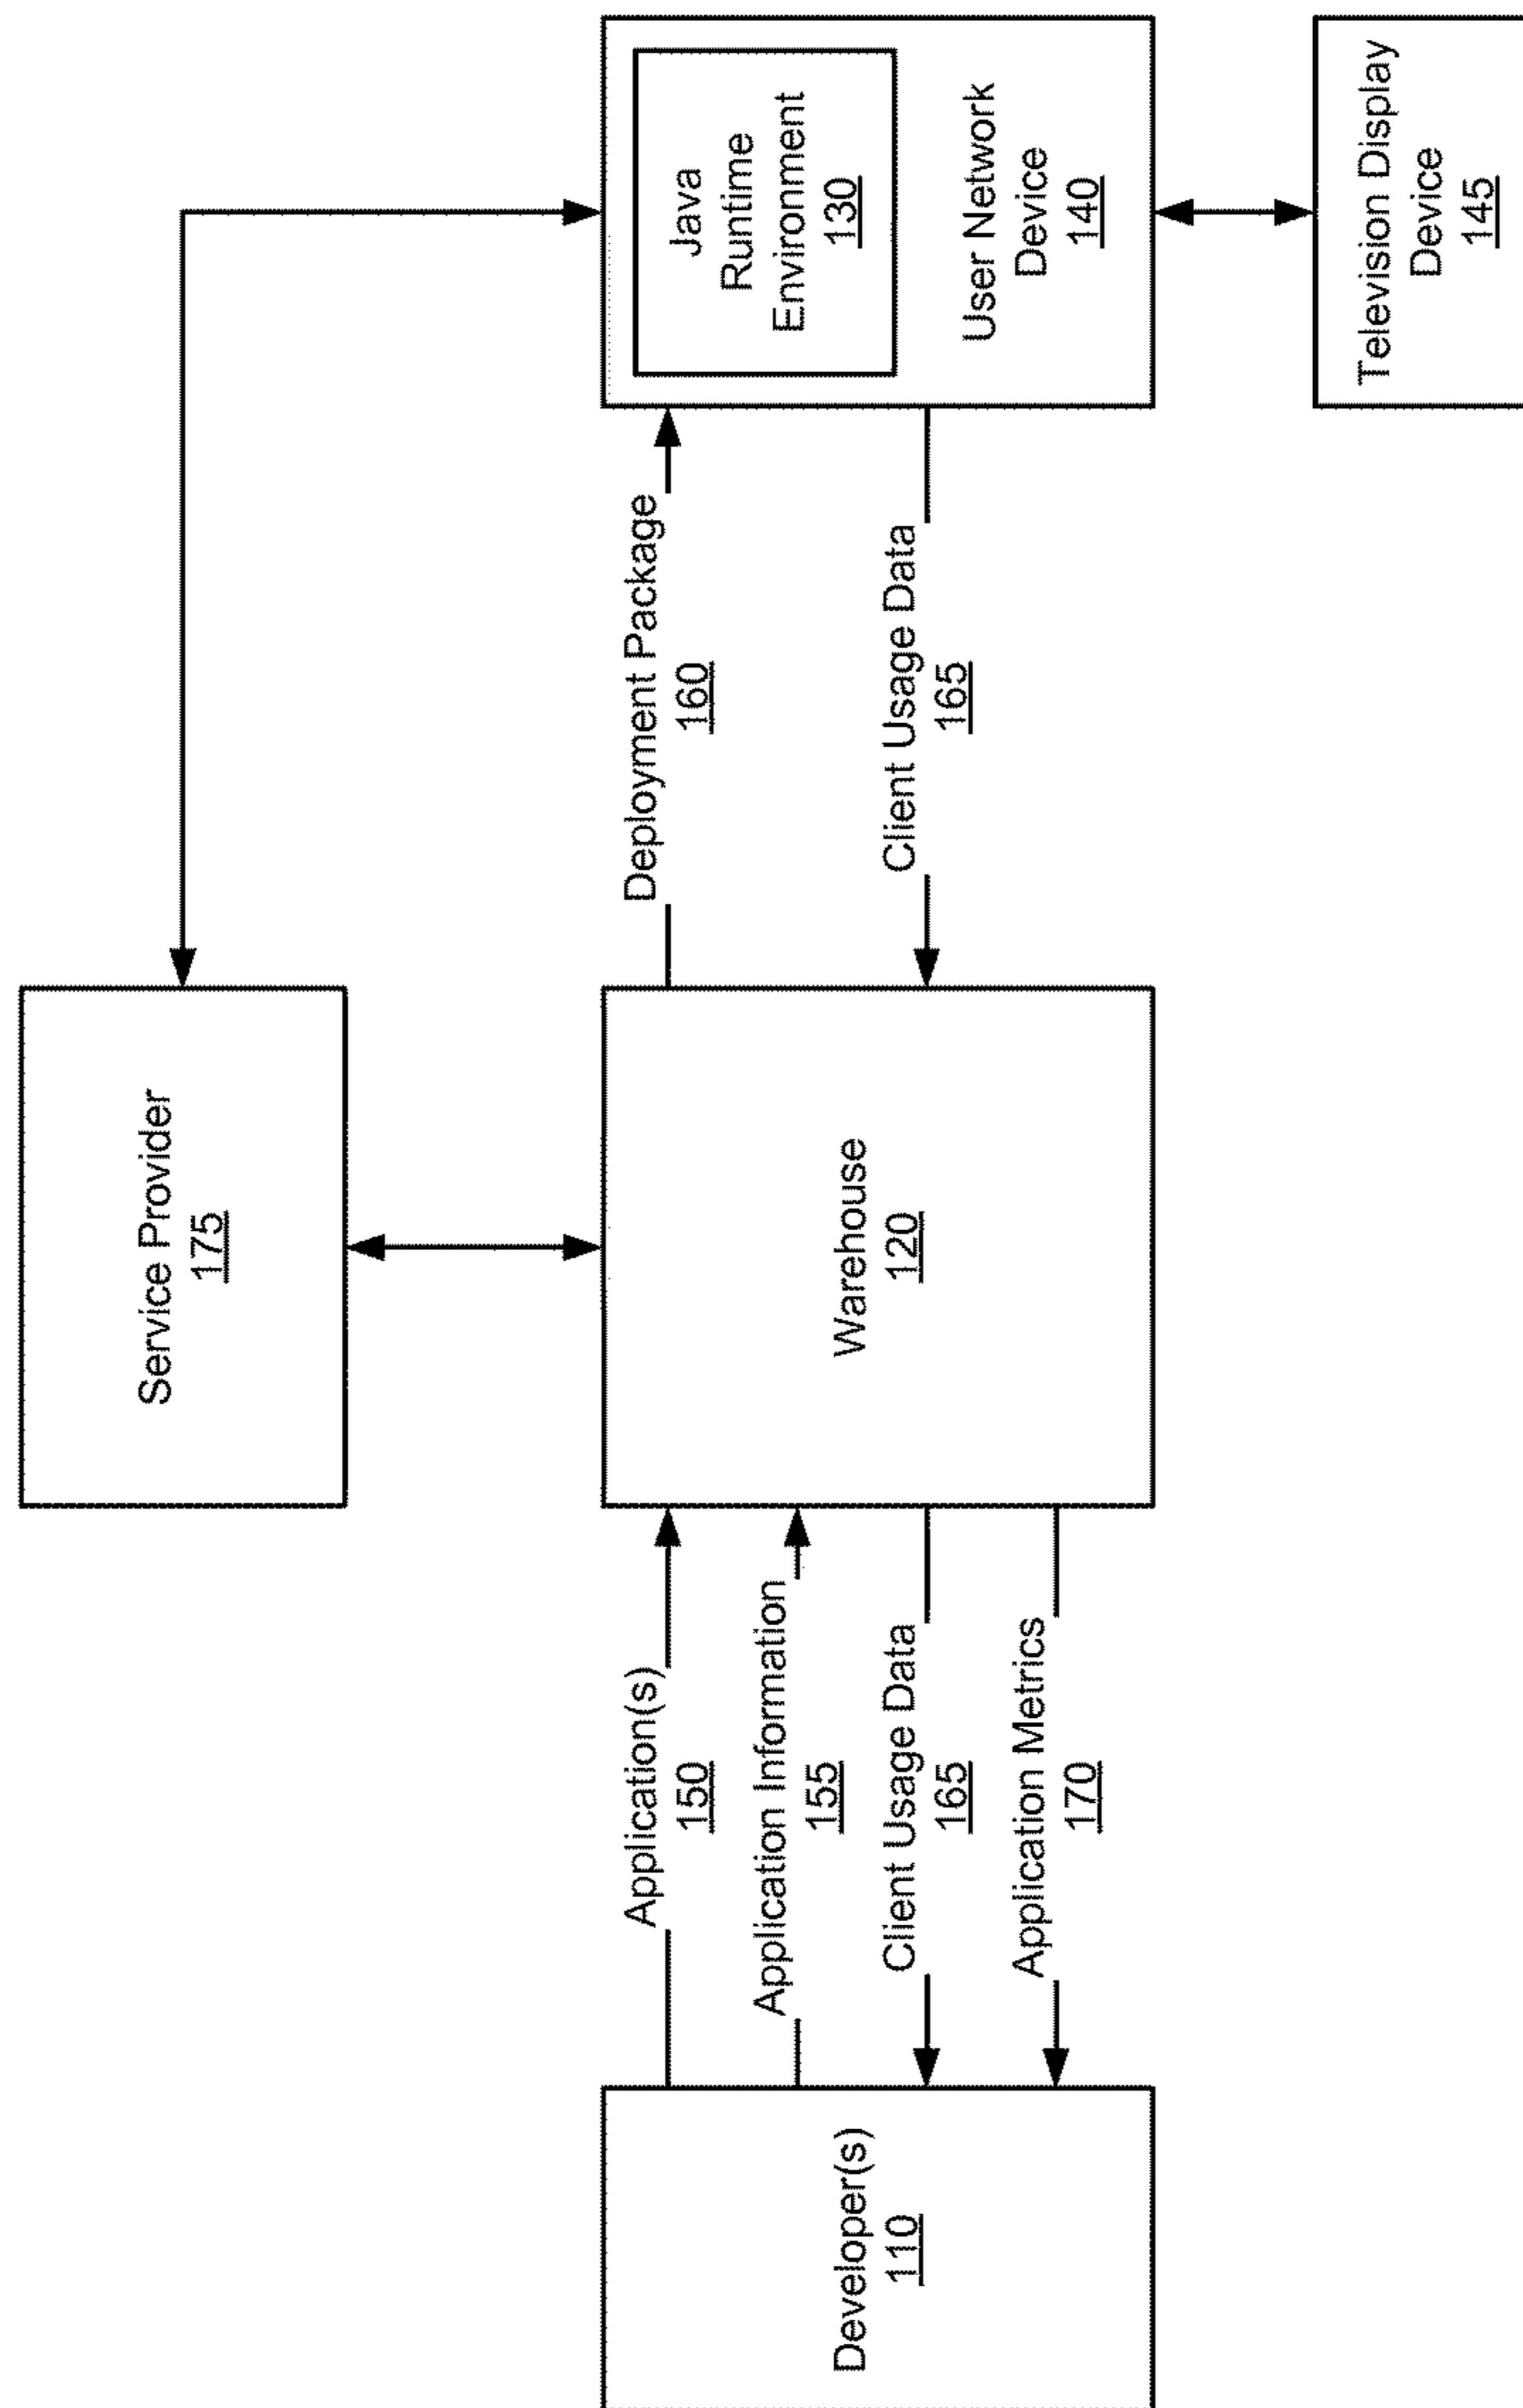 Service Provider
175
Developer(s)
110
Application(s)
150
Application Information
155
Client Usage Data
165
Application Metrics
170
Warehouse
120
Deployment Package
160
Client Usage Data
165
Java
Runtime
Environment
130
User Network
Device
140
Television Display
Device
145